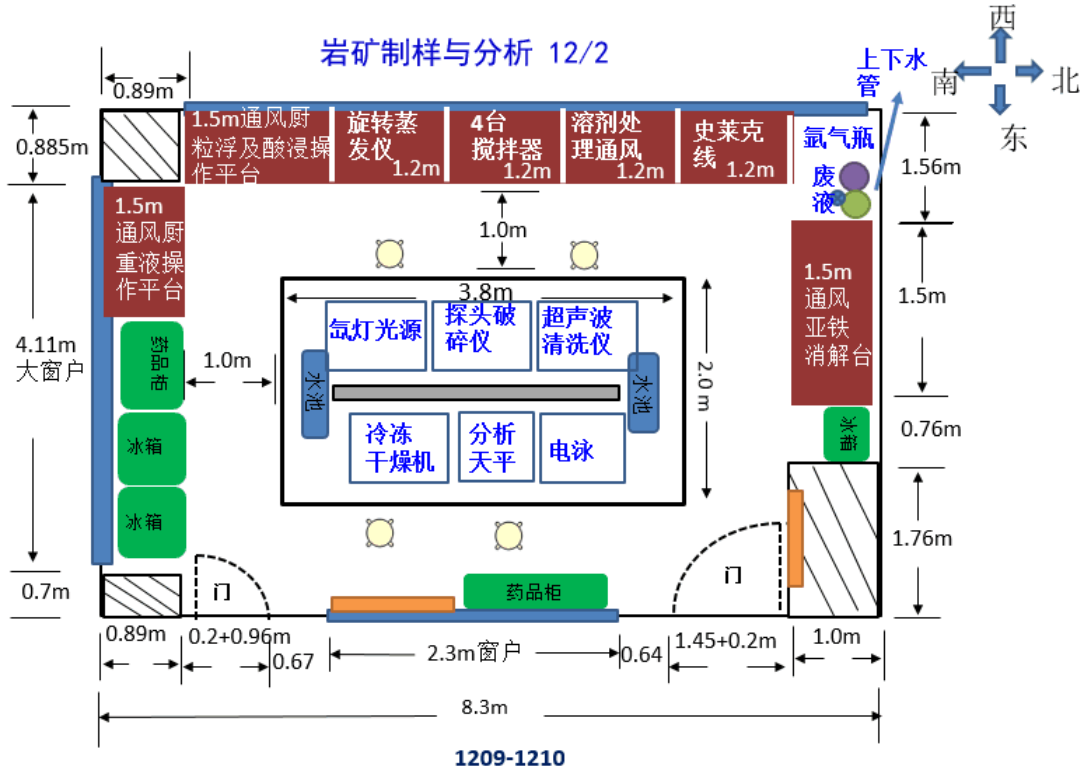 岩矿制样与分析 12/2
西
南
北
东
上下水
管
0.89m
0.885m
1.5m通风厨
粒浮及酸浸操
作平台
旋转蒸
发仪
1.2m
4台
搅拌器
1.2m
溶剂处
理通风
1.2m
史莱克
线
1.2m
氩气瓶
废
液
1.56m
1.5m
通风厨
重液操
作平台
1.0m
3.8m
氙灯光源
探头破
碎仪
超声波
清洗仪
1.5m
通风
亚铁
消解台
1.5m
4.11m
大窗户
药品柜
1.0m
水池
水池
2.0 m
冰箱
冷冻
干燥机
分析
天平
电泳
冰箱
0.76m
冰箱
1.76m
0.7m
门
药品柜
门
0.89m
0.2+0.96m
0.67
2.3m窗户
0.64
1.45+0.2m
1.0m
8.3m
1209-1210